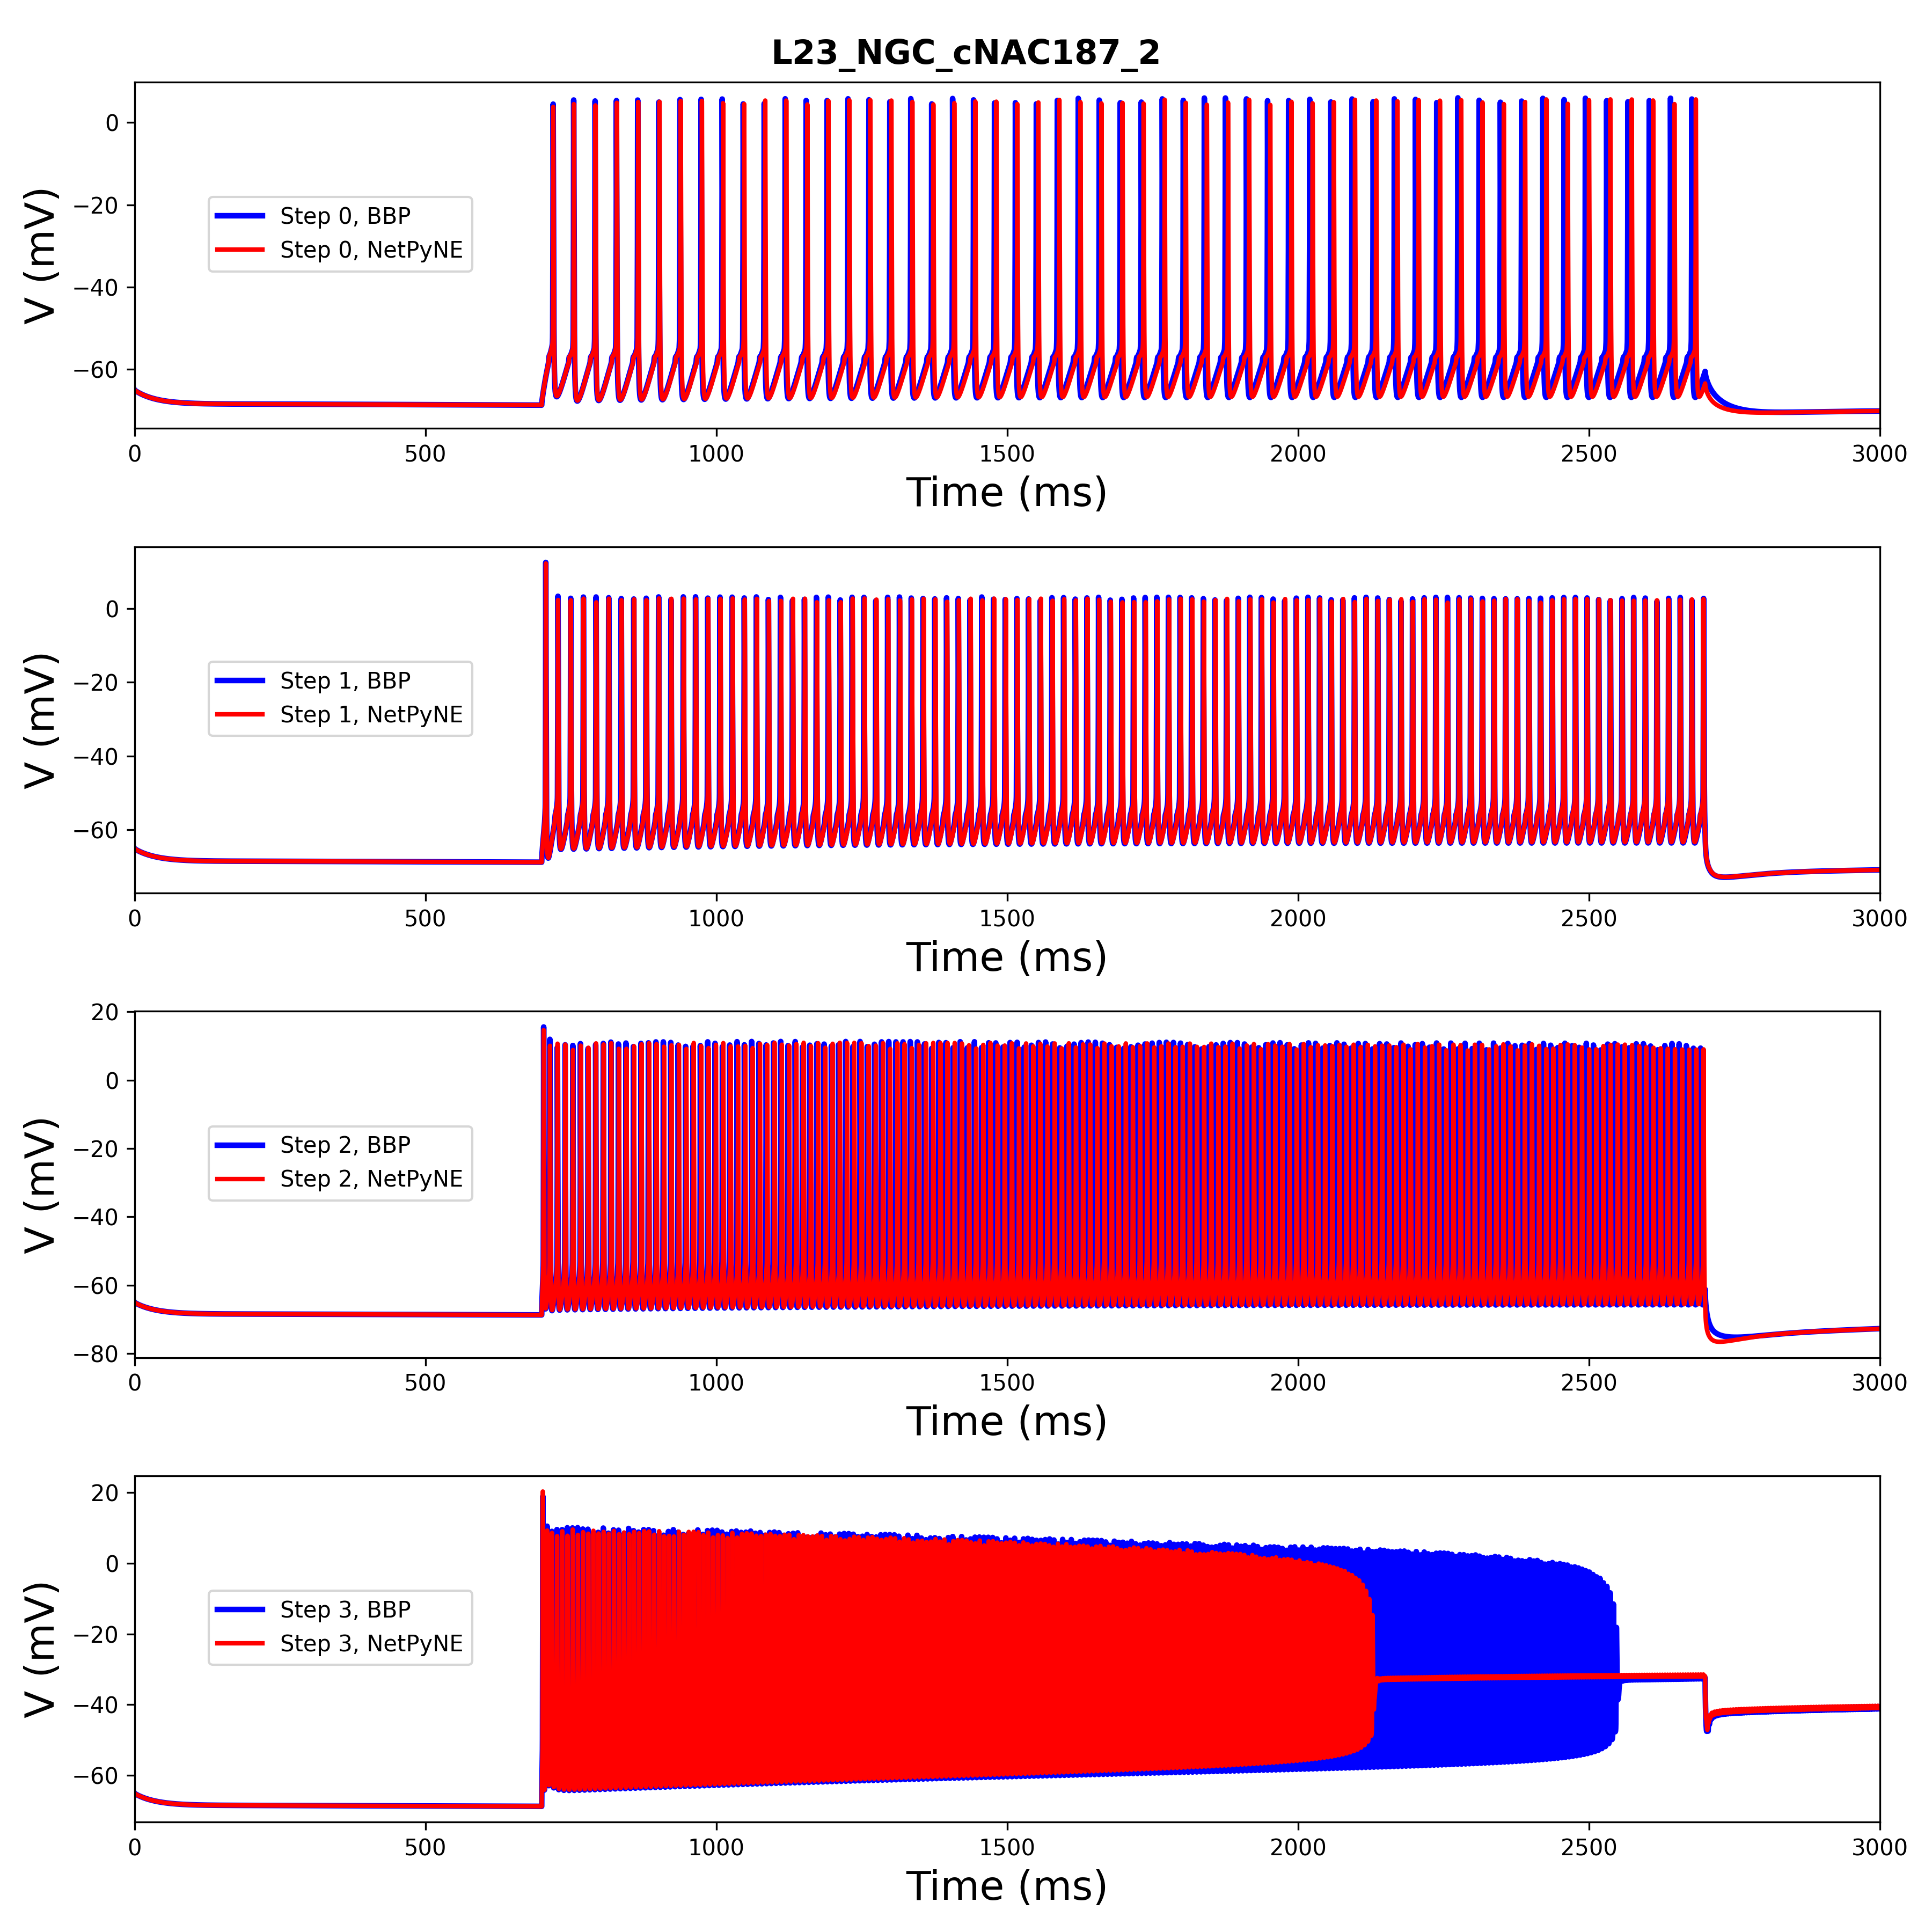 L23_NGC_cNAC187_2
0
−20
−40
−60
V (mV)
Step 0, BBP
Step 0, NetPyNE
0 500 1000 1500 2000 2500 3000
Time (ms)
0
−20
−40
−60
V (mV)
Step 1, BBP
Step 1, NetPyNE
0 500 1000 1500 2000 2500 3000
Time (ms)
20
0
−20
−40
−60
−80
V (mV)
Step 2, BBP
Step 2, NetPyNE
0 500 1000 1500 2000 2500 3000
Time (ms)
20
0
−20
−40
−60
V (mV)
Step 3, BBP
Step 3, NetPyNE
0 500 1000 1500 2000 2500 3000
Time (ms)